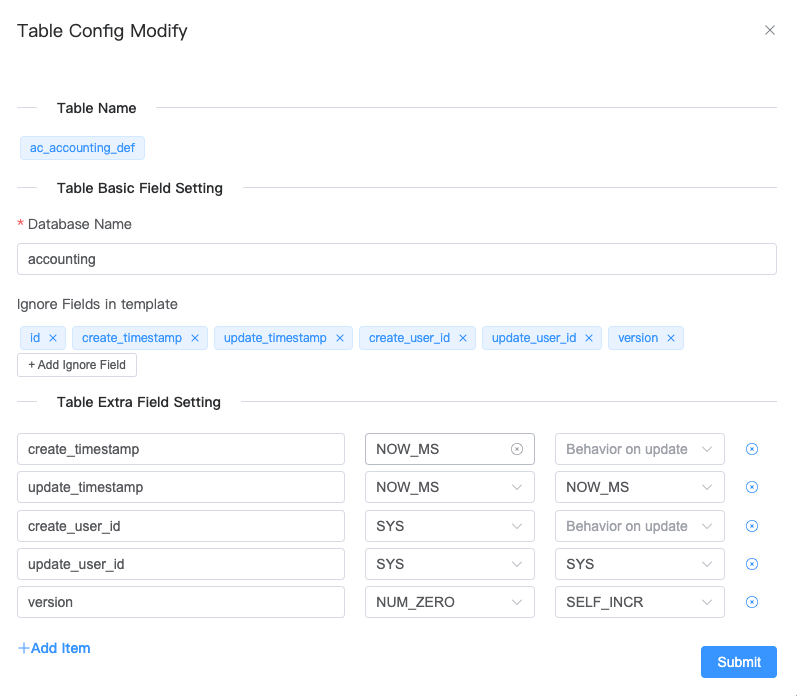 Table Config Modify
Table Name
ac_accounting_def
Table Basic Field Setting
* Database Name
accounting
Ignore Fields in template
id create_timestamp update_timestamp create_user_id update_user_id version
+ Add Ignore Field
Table Extra Field Setting
create_timestamp NOW_MS Behavior on update
update_timestamp NOW_MS NOW_MS
create_user_id SYS Behavior on update
update_user_id SYS SYS
version NUM_ZERO SELF_INCR
+Add Item
Submit